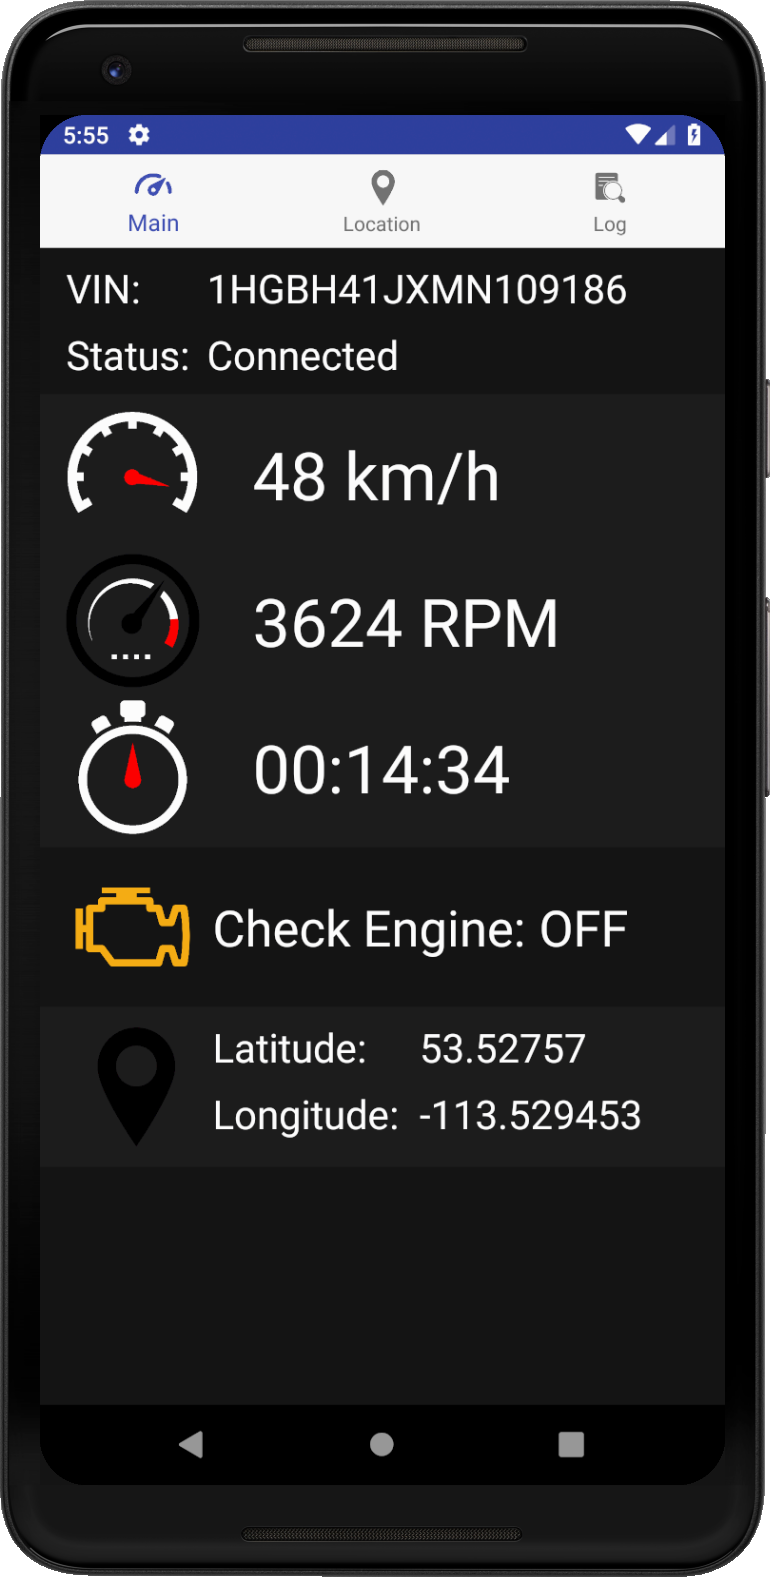 5:55
Main Location Log
VIN: 1HGBH41JXMN109186
Status: Connected
48 km/h
3624 RPM
00:14:34
Check Engine: OFF
Latitude: 53.52757
Longitude: -113.529453